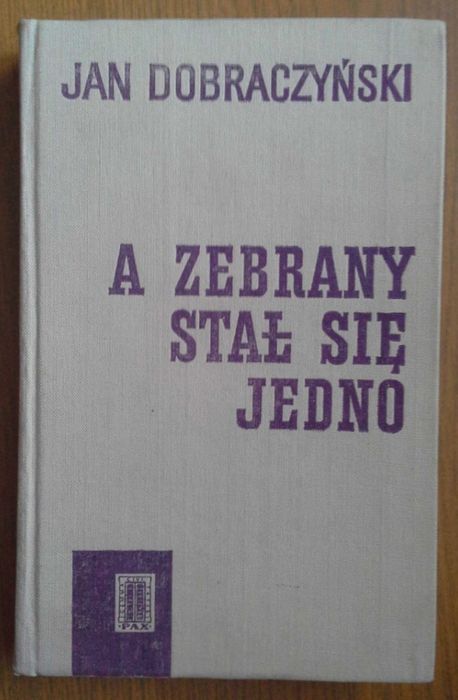 JAN DOBRACZYŃSKI
A ZEBRANY
STAŁ SIĘ
JEDNO
PAX